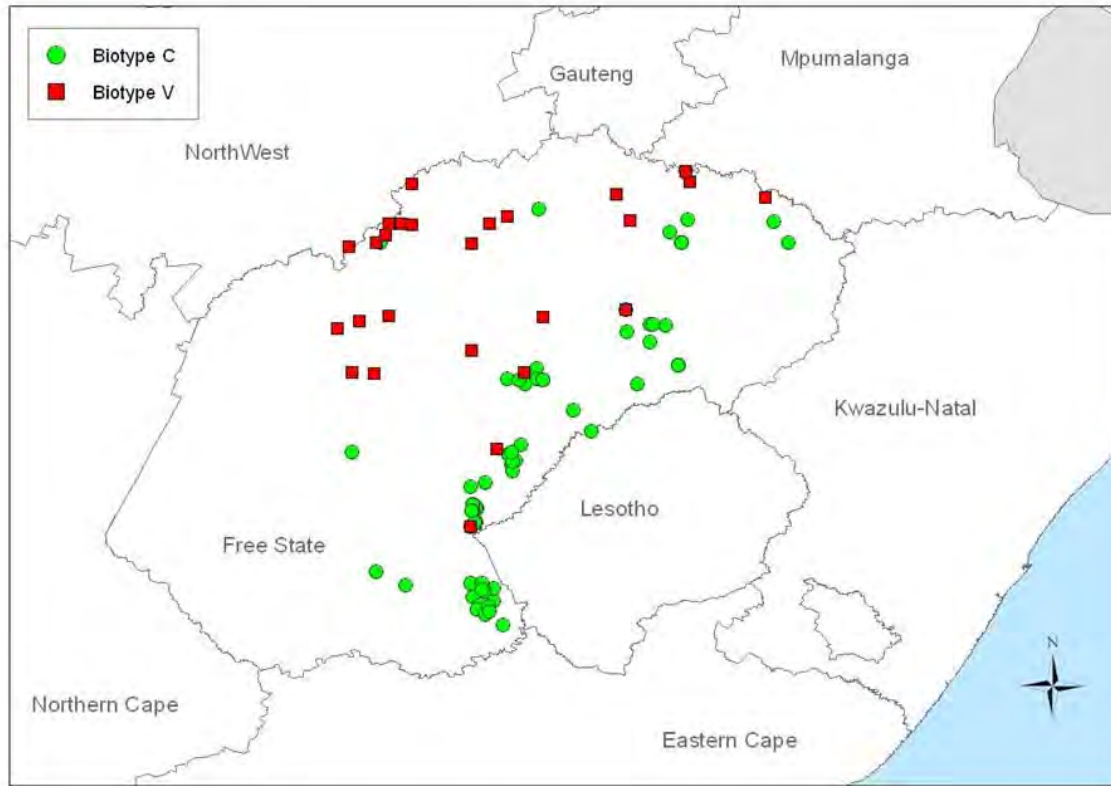 Biotype C
Biotype V
Mpumalanga
Gauteng
NorthWest
Kwazulu-Natal
Lesotho
Free State
N
Northern Cape
Eastern Cape